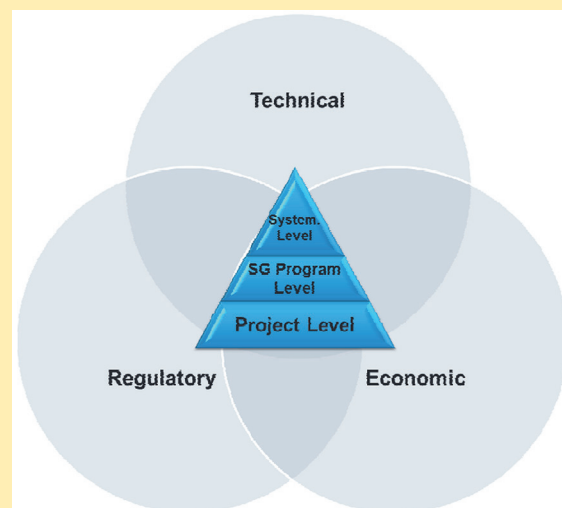 Technical
System.
Level
SG Program
Level
Project Level
Regulatory
Economic